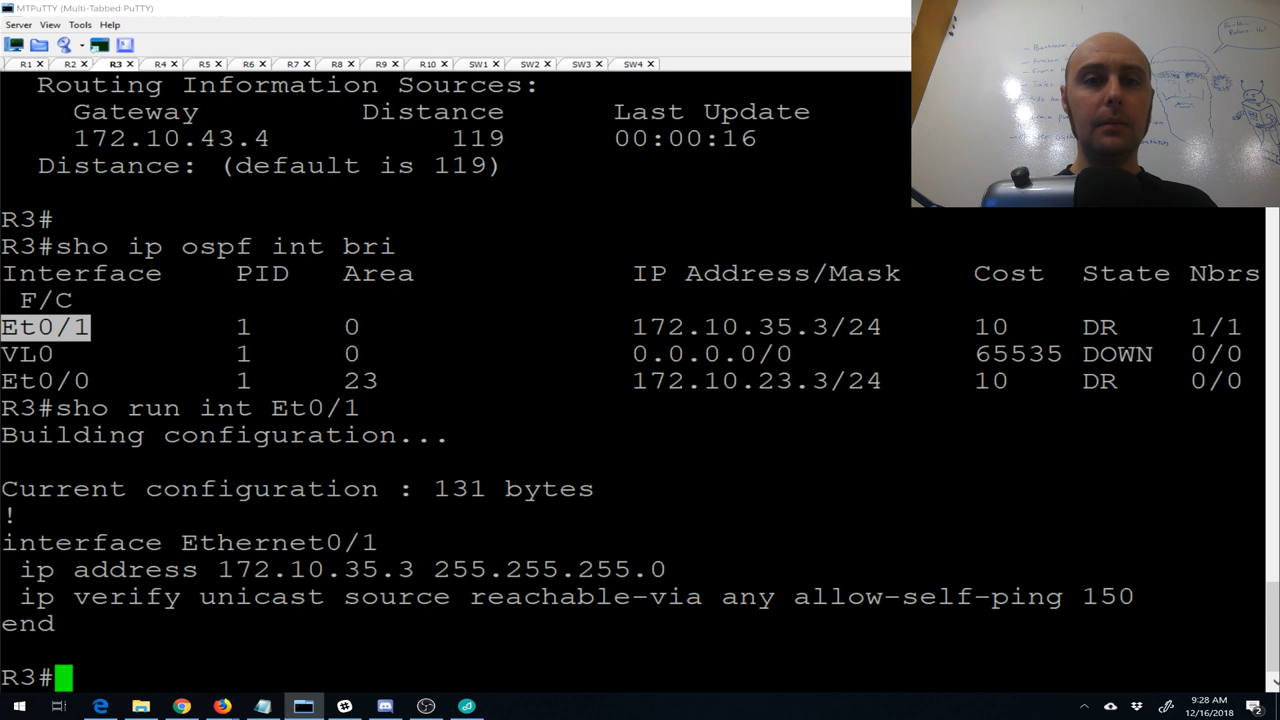 MTPuTTY (Multi-Tabbed PuTTY)
Server View Tools Help
R1 R2 R3 R4 R5 R6 R7 R8 R9 R10 SW1 SW2 SW3 SW4
Routing Information Sources:
Gateway Distance Last Update
172.10.43.4 119 00:00:16
Distance: (default is 119)
R3#
R3#sho ip ospf int bri
Interface PID Area IP Address/Mask Cost State Nbrs
F/C
Et0/1 1 0 172.10.35.3/24 10 DR 1/1
VL0 1 0 0.0.0.0/0 65535 DOWN 0/0
Et0/0 1 23 172.10.23.3/24 10 DR 0/0
R3#sho run int Et0/1
Building configuration...
Current configuration : 131 bytes
!
interface Ethernet0/1
ip address 172.10.35.3 255.255.255.0
ip verify unicast source reachable-via any allow-self-ping 150
end
R3#
9:28 AM
12/16/2018
2